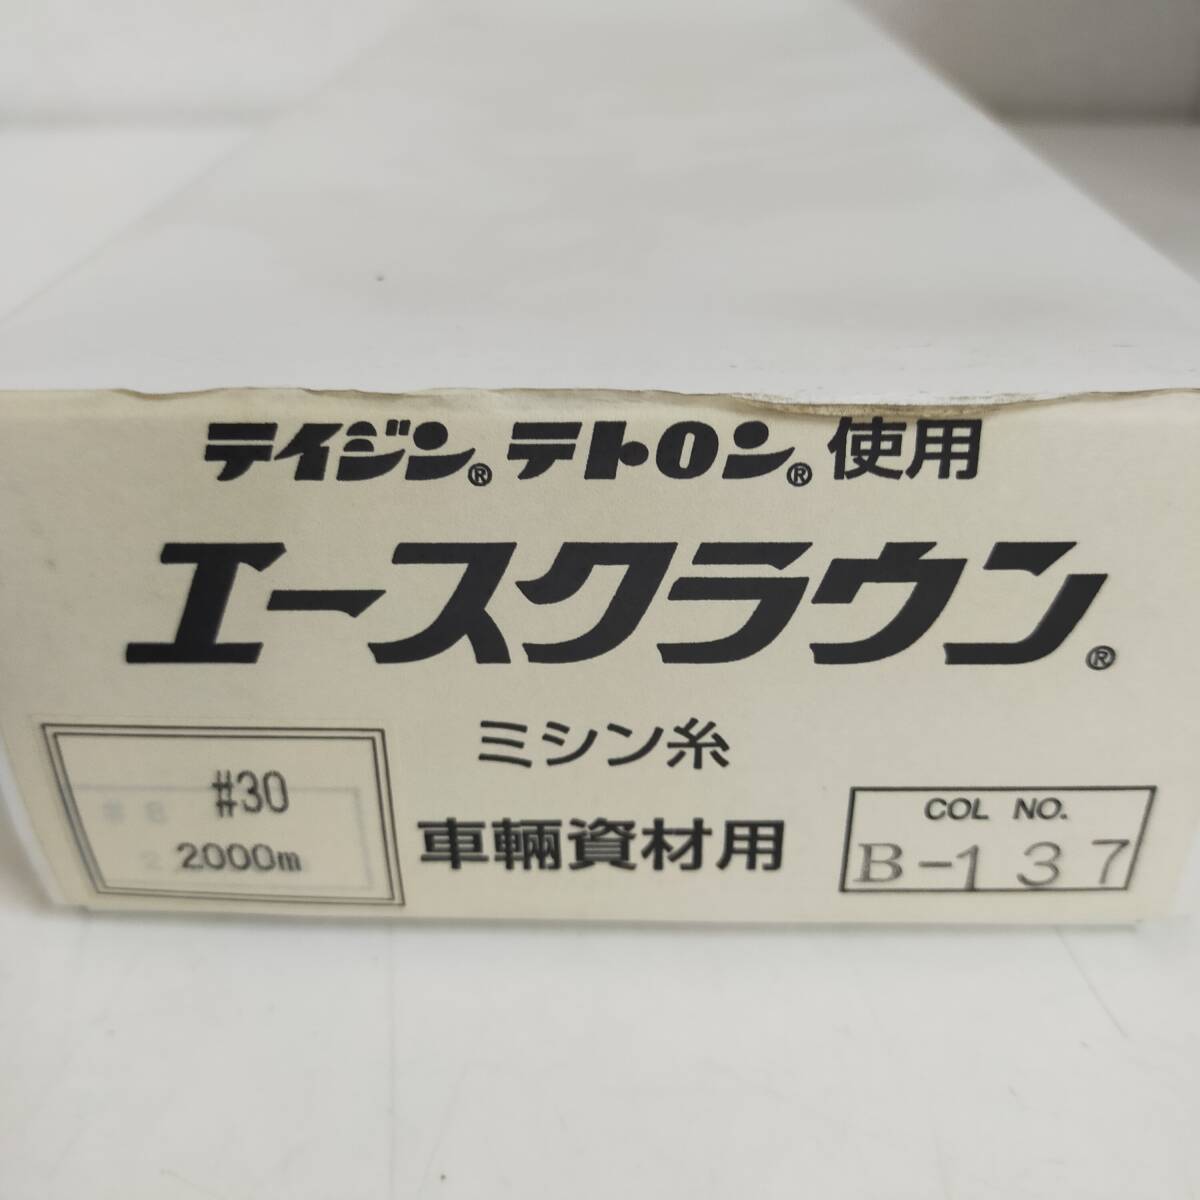 テイジン® テトロン® 使用
エースクラウン®
ミシン糸
#30
2000m
車輛資材用
COL NO.
B-137